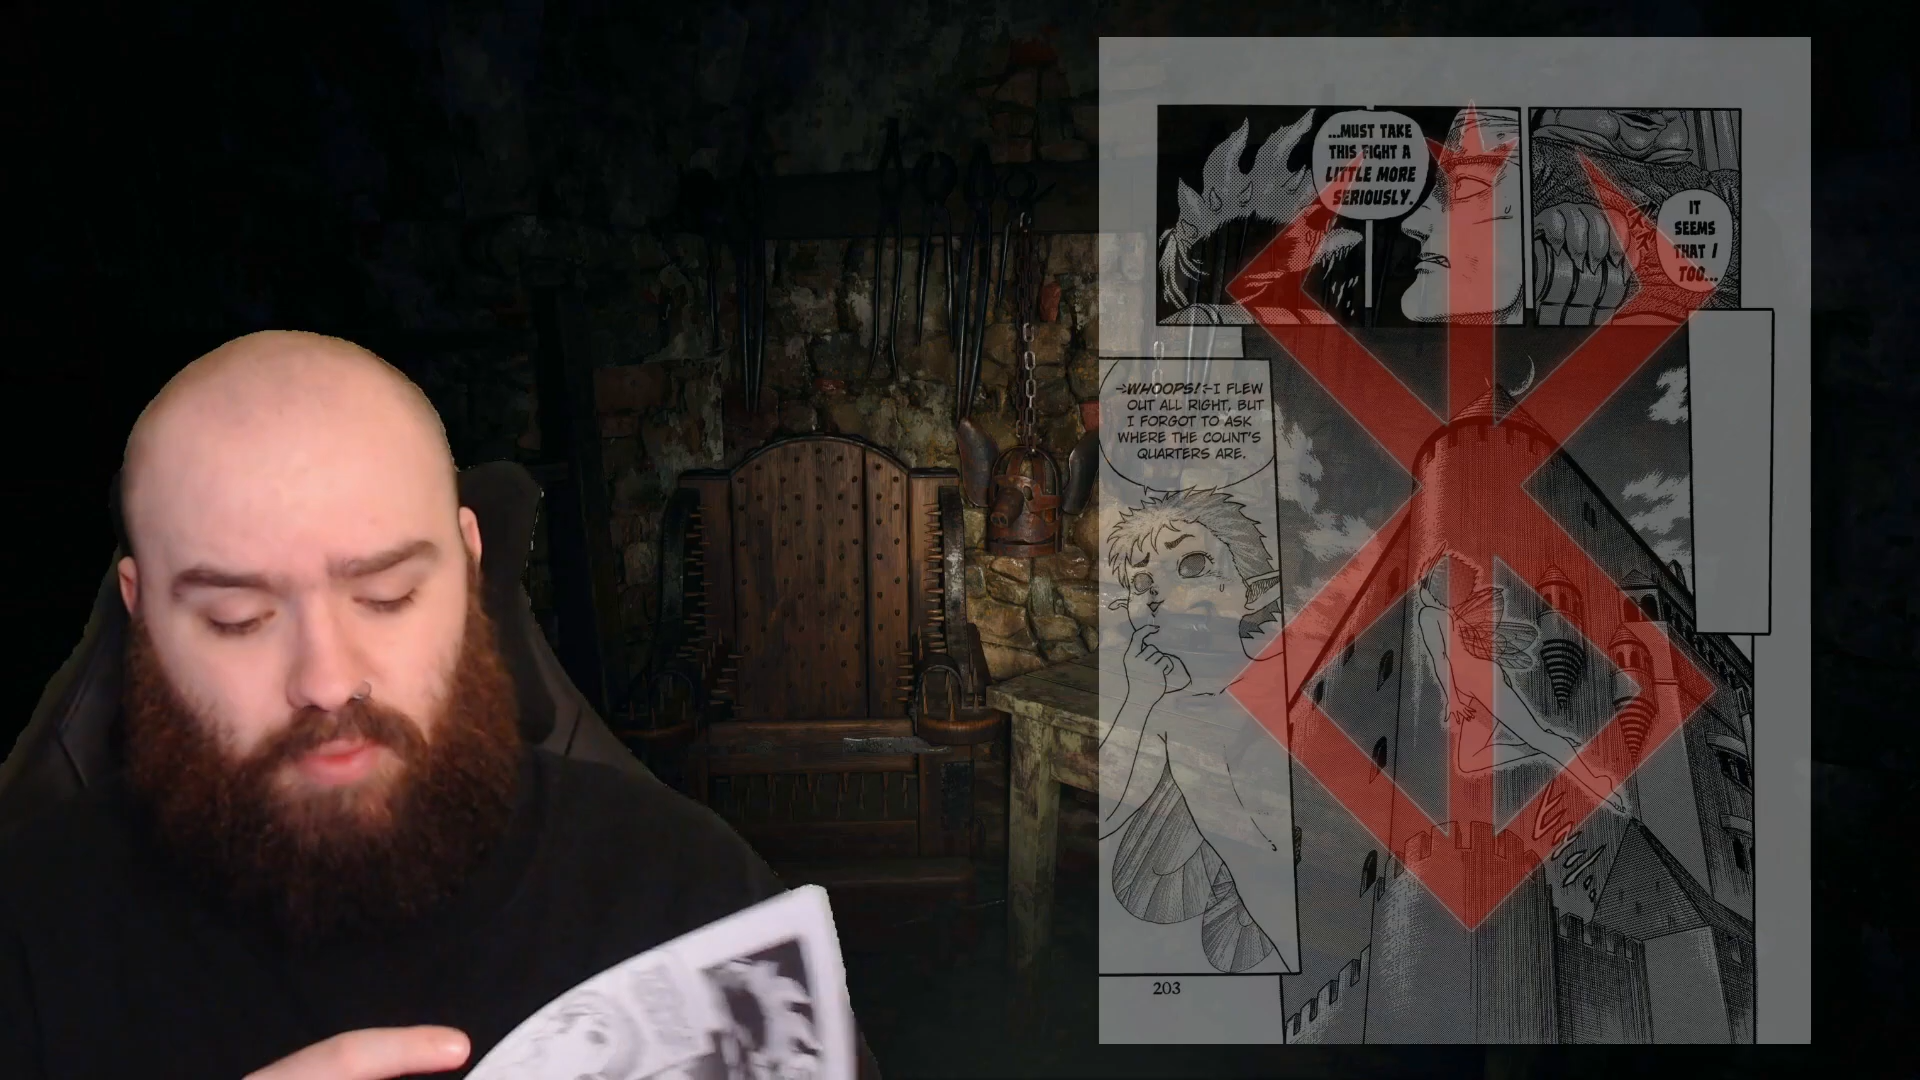 ...MUST TAKE
THIS FIGHT A
LITTLE MORE
SERIOUSLY.
IT
SEEMS
THAT I
TOO...
WHOOPS! I FLEW
OUT ALL RIGHT, BUT
I FORGOT TO ASK
WHERE THE COUNT'S
QUARTERS ARE.
203